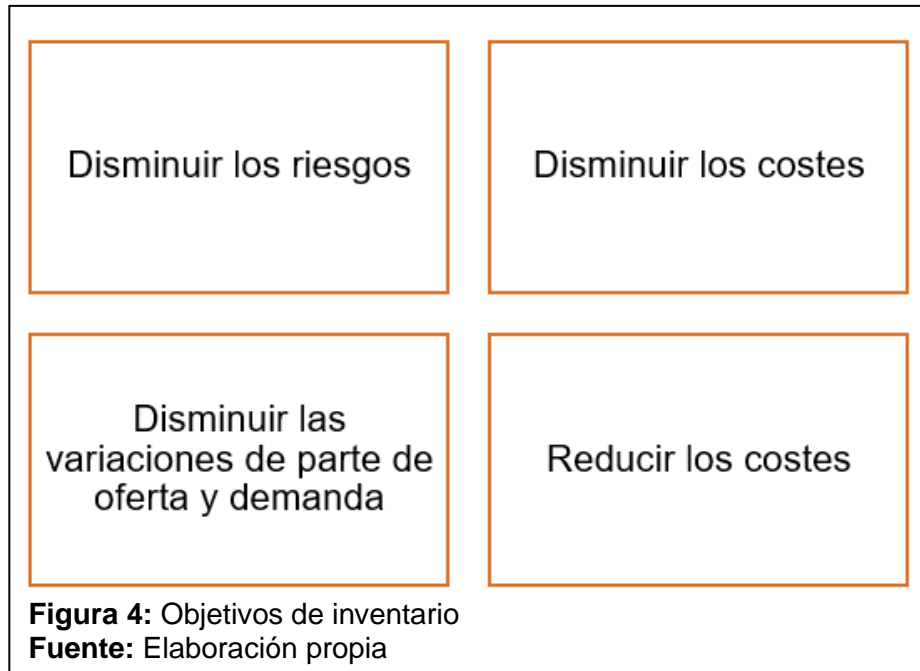 Disminuir los riesgos
Disminuir los costes
Disminuir las
variaciones de parte de
oferta y demanda
Reducir los costes
Figura 4: Objetivos de inventario
Fuente: Elaboración propia